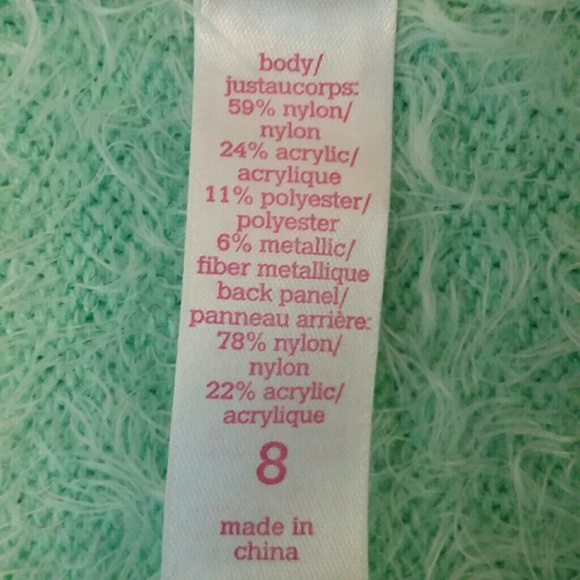 body/
justaucorps:
59% nylon/
nylon
24% acrylic/
acrylique
11% polyester/
polyester
6% metallic/
fiber metallique
back panel/
panneau arrière:
78% nylon/
nylon
22% acrylic/
acrylique
8
made in
china